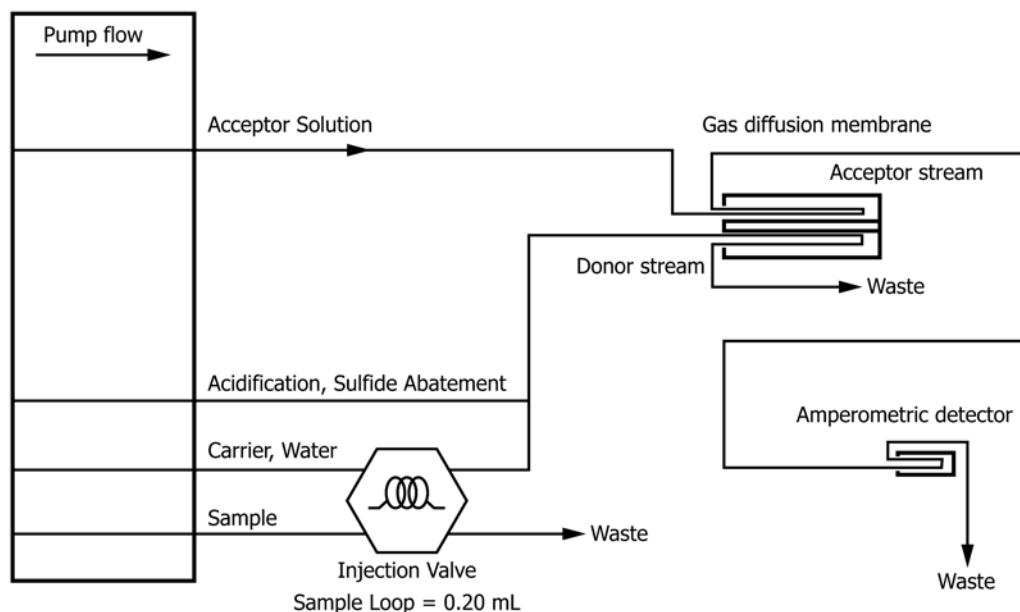 Pump flow
Acceptor Solution
Gas diffusion membrane
Acceptor stream
Donor stream
Waste
Acidification, Sulfide Abatement
Amperometric detector
Carrier, Water
Sample
Waste
Injection Valve
Sample Loop = 0.20 mL
Waste